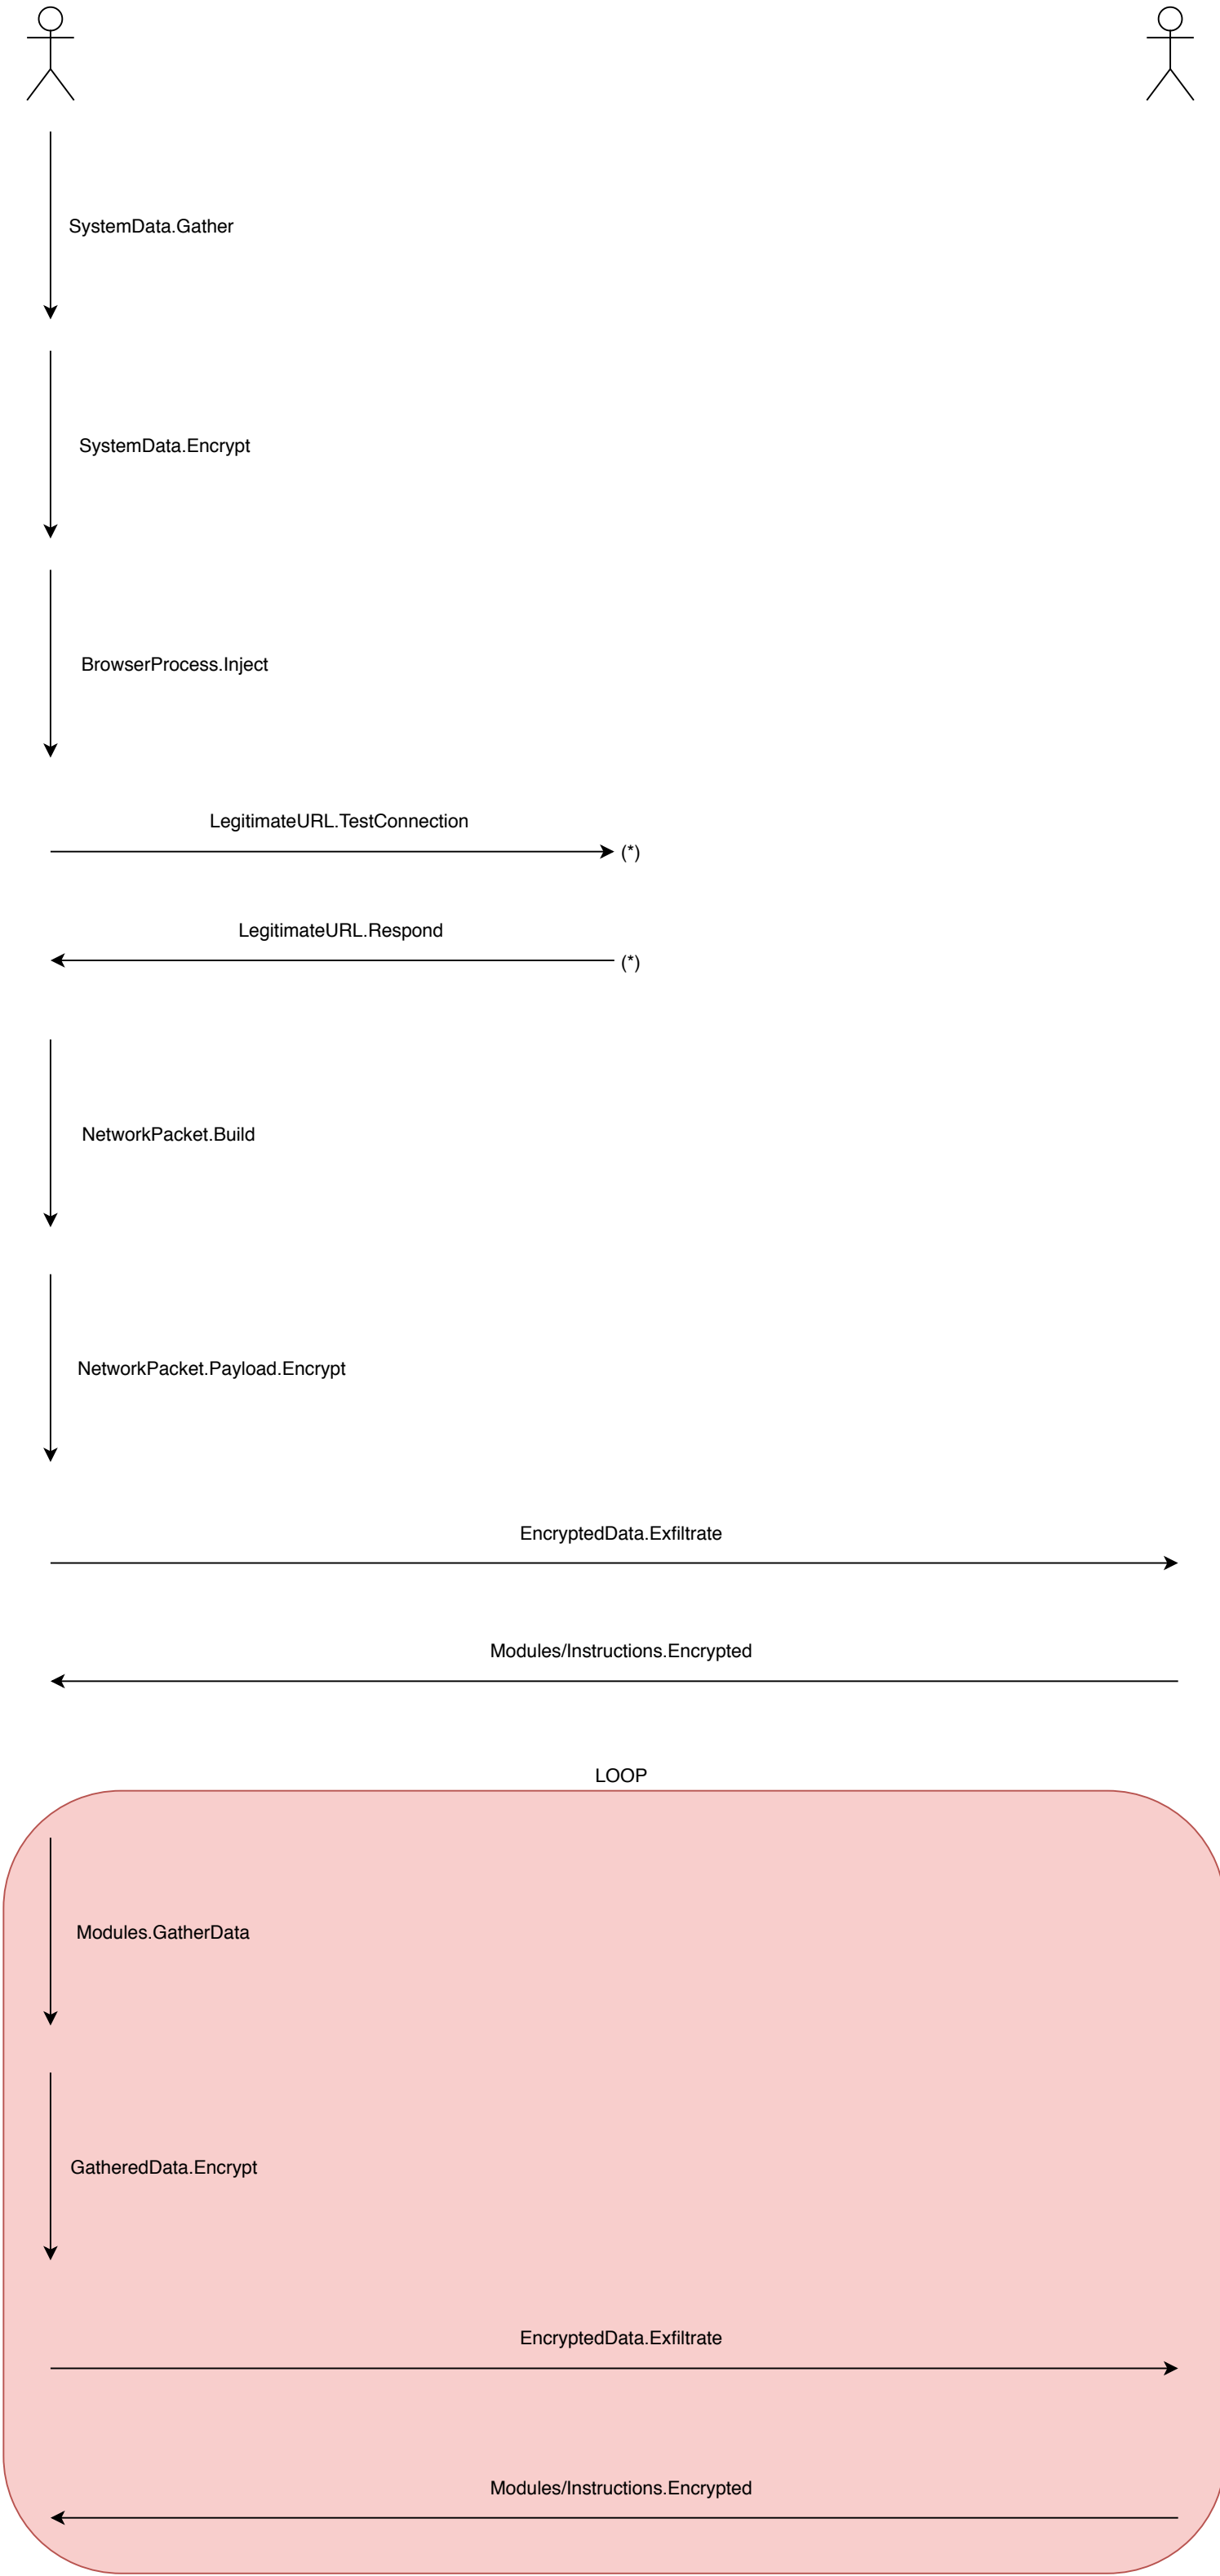 SystemData.Gather
SystemData.Encrypt
BrowserProcess.Inject
LegitimateURL.TestConnection
(*)
LegitimateURL.Respond
(*)
NetworkPacket.Build
NetworkPacket.Payload.Encrypt
EncryptedData.Exfiltrate
Modules/Instructions.Encrypted
LOOP
Modules.GatherData
GatheredData.Encrypt
EncryptedData.Exfiltrate
Modules/Instructions.Encrypted